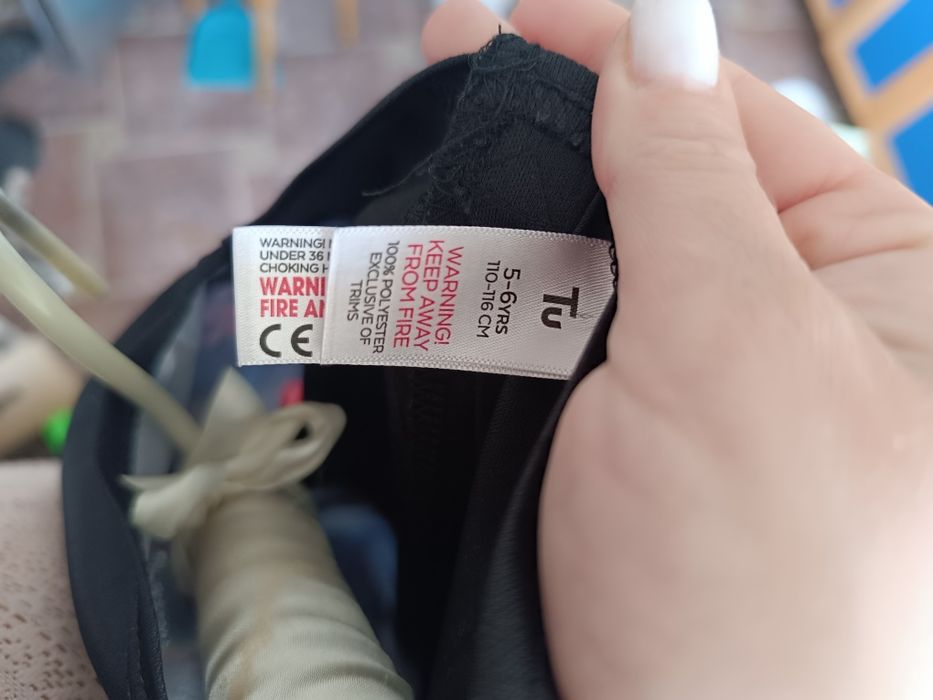 Tu
5-6YRS
110-116 CM
WARNING!
KEEP AWAY
FROM FIRE
100% POLYESTER
EXCLUSIVE OF
TRIMS
WARNING!
UNDER 36
CHOKING
WARNI
FIRE
CE